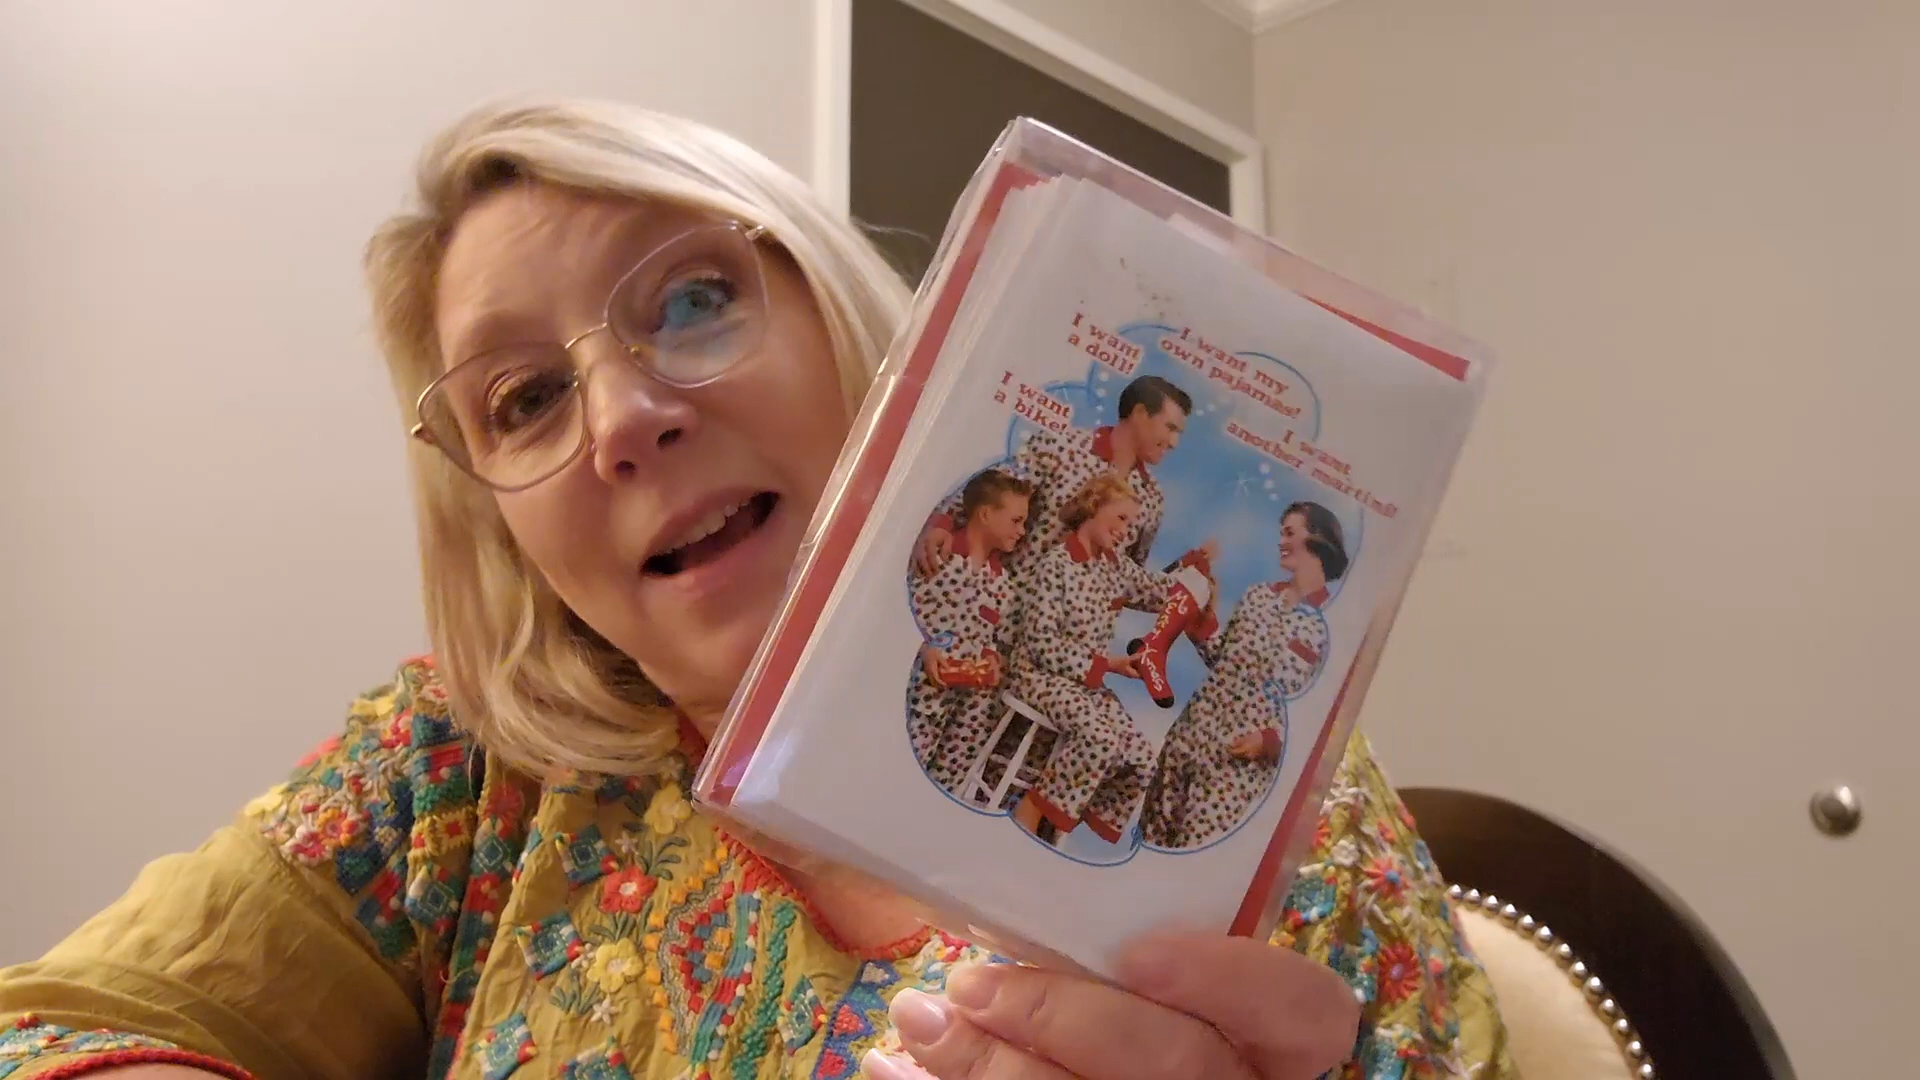 I want
a doll!
I want my
own pajamas!
I want
a bike!
I want
another martini!
Merry
Xmas